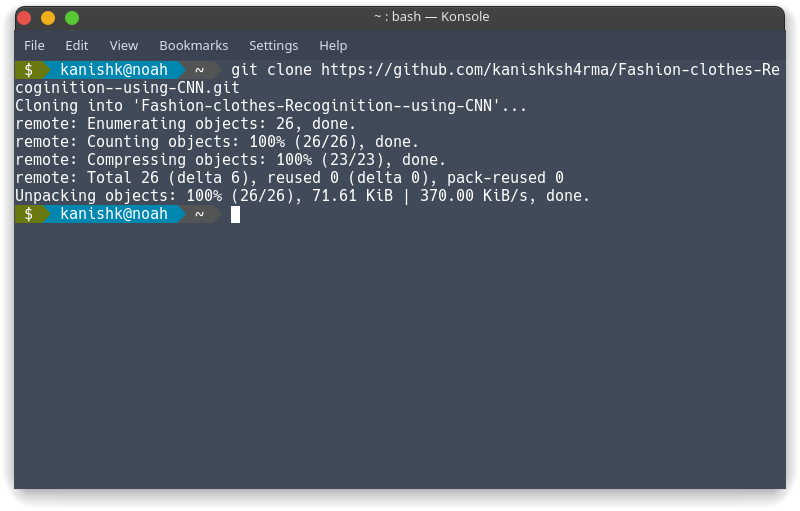 ~ : bash — Konsole
File Edit View Bookmarks Settings Help
$ kanishk@noah ~ git clone https://github.com/kanishksh4rma/Fashion-clothes-Re
coginition--using-CNN.git
Cloning into 'Fashion-clothes-Recoginition--using-CNN'...
remote: Enumerating objects: 26, done.
remote: Counting objects: 100% (26/26), done.
remote: Compressing objects: 100% (23/23), done.
remote: Total 26 (delta 6), reused 0 (delta 0), pack-reused 0
Unpacking objects: 100% (26/26), 71.61 KiB | 370.00 KiB/s, done.
$ kanishk@noah ~